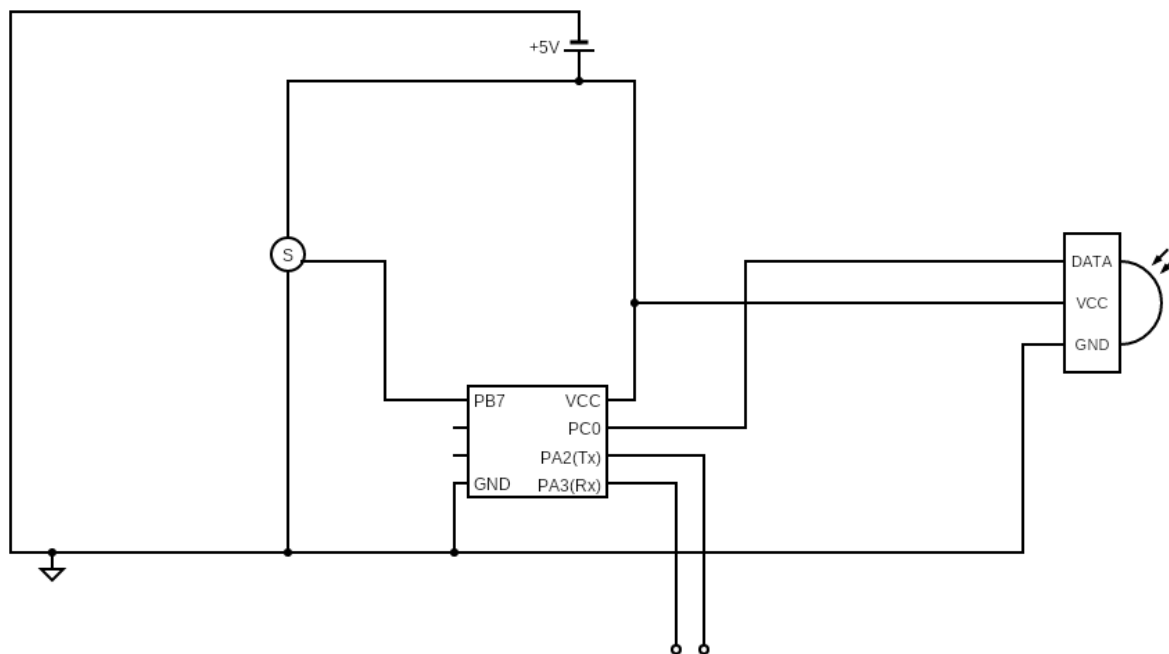 +5V
S
DATA
VCC
GND
PB7
VCC
PC0
PA2(Tx)
GND
PA3(Rx)